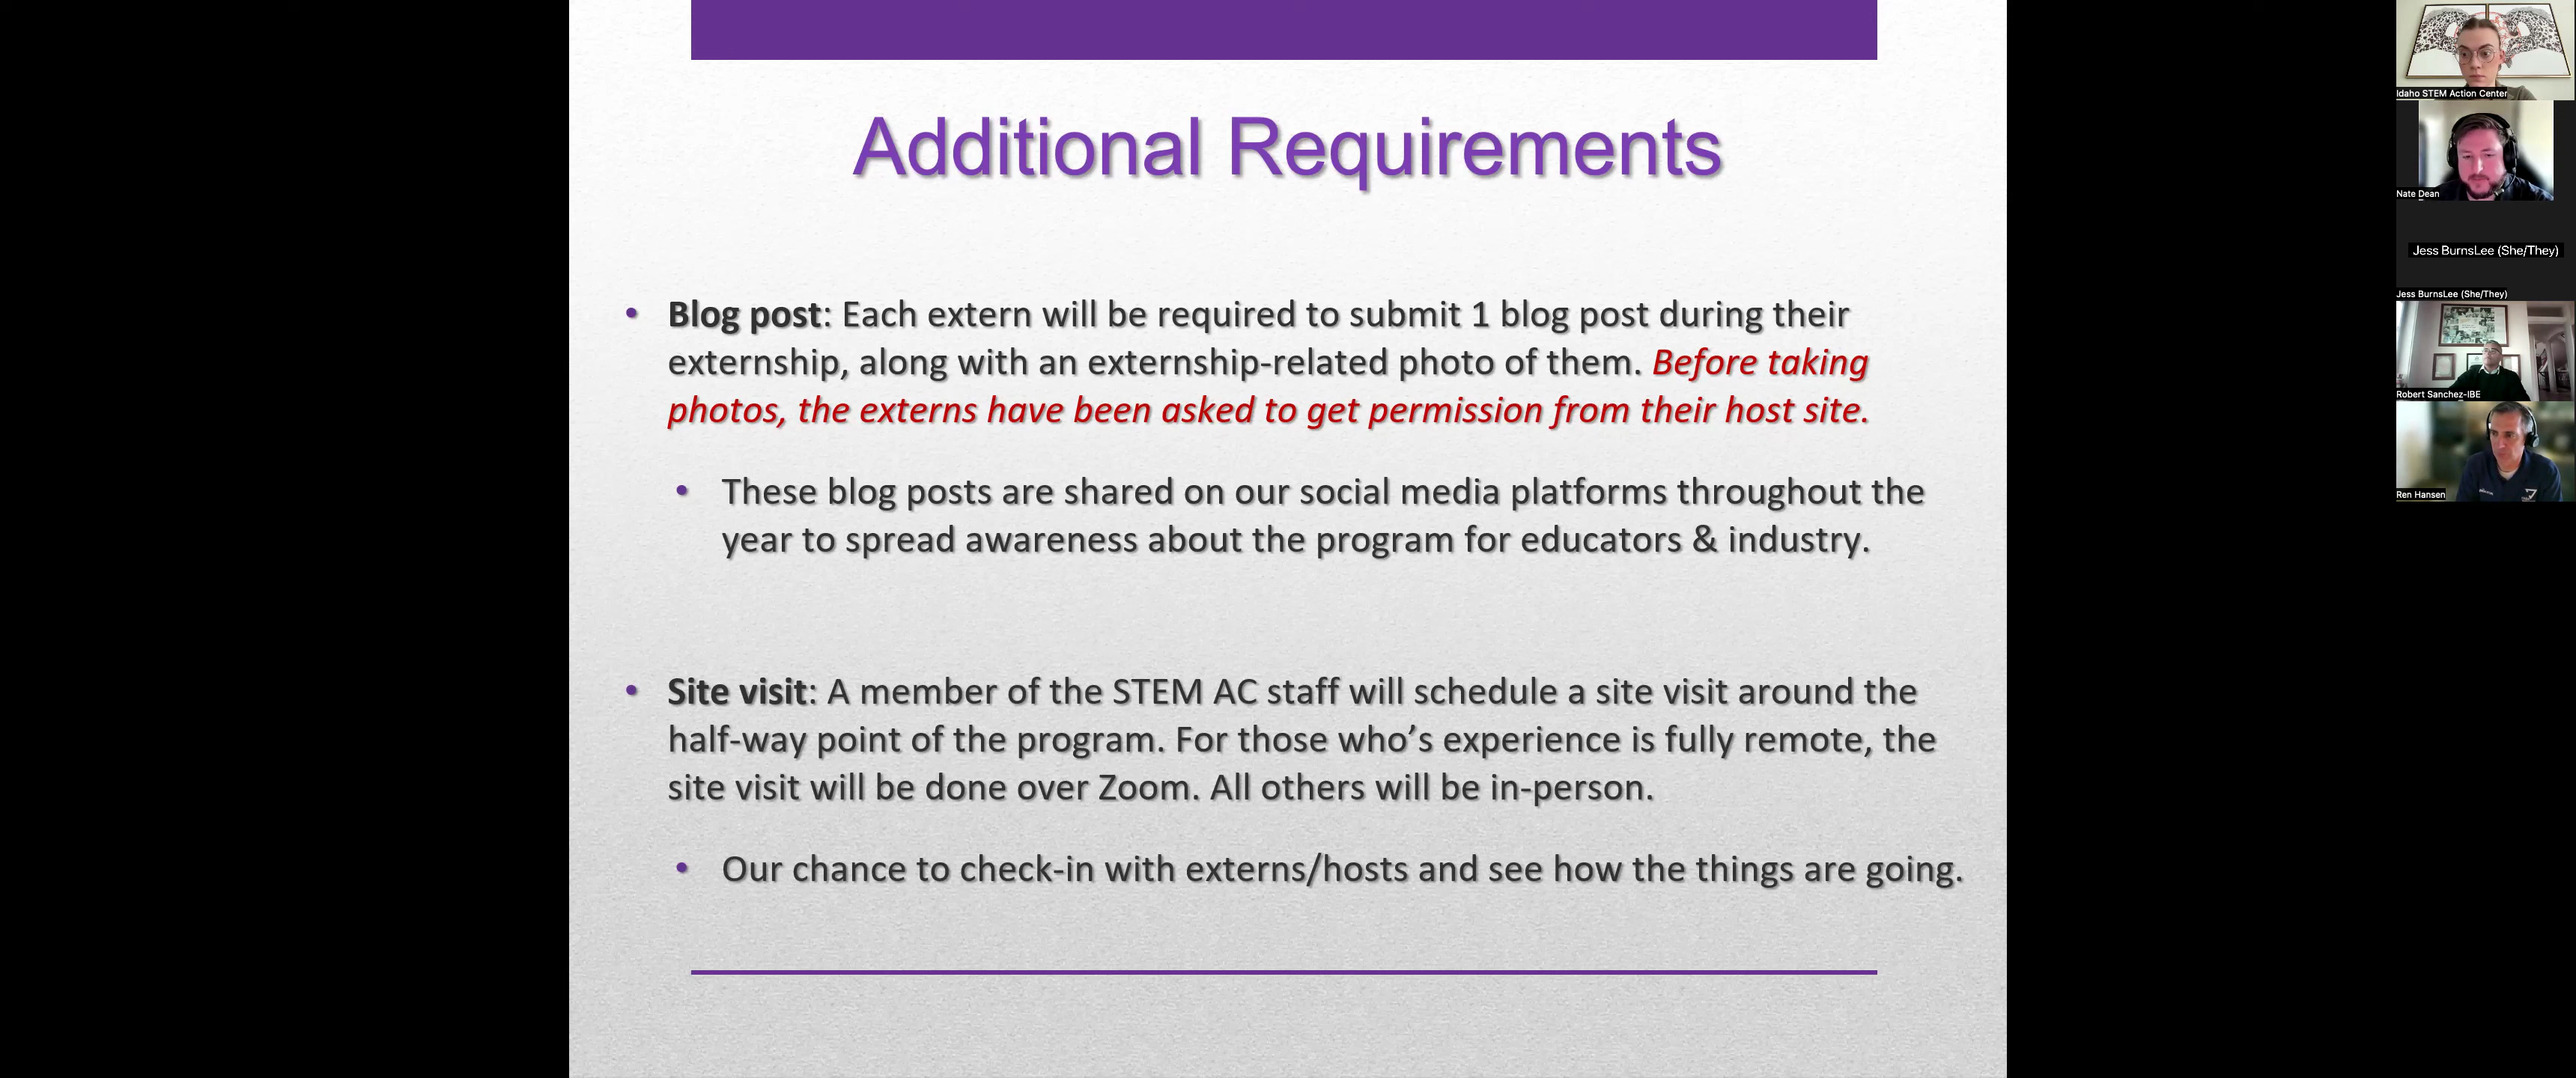 Additional Requirements
• Blog post: Each extern will be required to submit 1 blog post during their
externship, along with an externship-related photo of them. Before taking
photos, the externs have been asked to get permission from their host site.
• These blog posts are shared on our social media platforms throughout the
year to spread awareness about the program for educators & industry.
• Site visit: A member of the STEM AC staff will schedule a site visit around the
half-way point of the program. For those who’s experience is fully remote, the
site visit will be done over Zoom. All others will be in-person.
• Our chance to check-in with externs/hosts and see how the things are going.
Idaho STEM Action Center
Nate Dean
Jess BurnsLee (She/They)
Jess BurnsLee (She/They)
Robert Sanchez-IBE
Ren Hansen